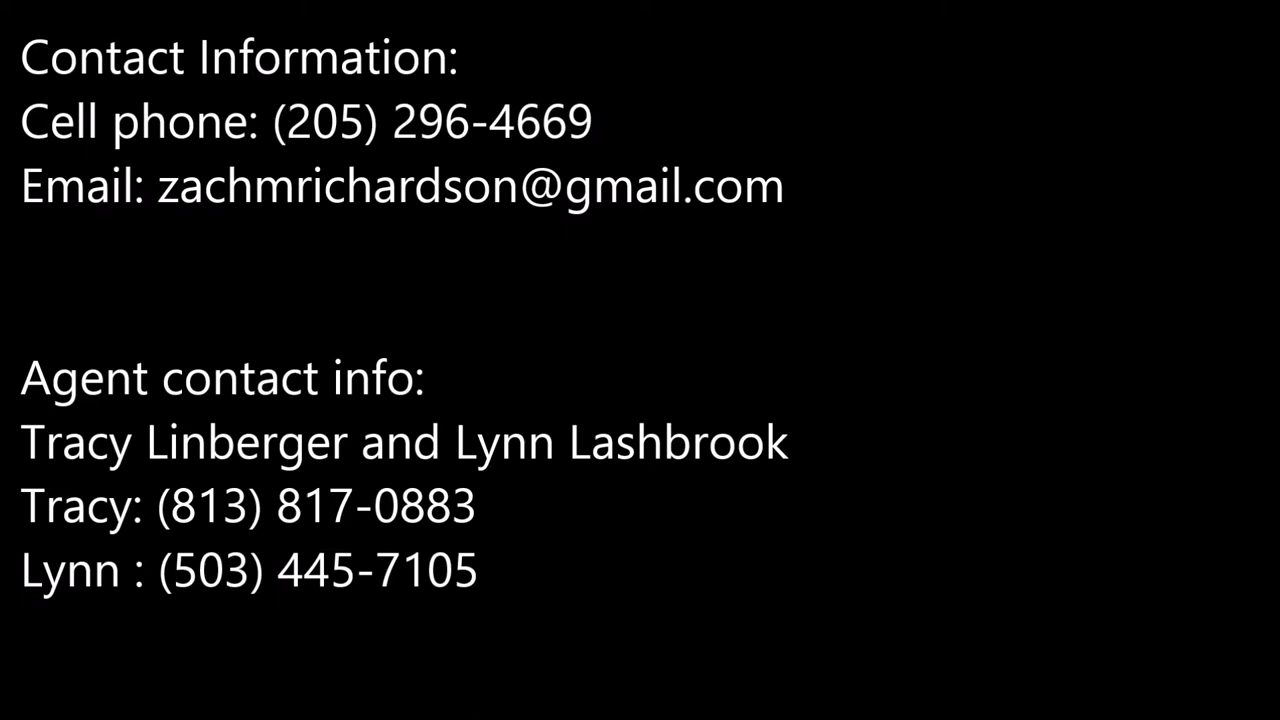 Contact Information:
Cell phone: (205) 296-4669
Email: zachmrichardson@gmail.com
Agent contact info:
Tracy Linberger and Lynn Lashbrook
Tracy: (813) 817-0883
Lynn : (503) 445-7105